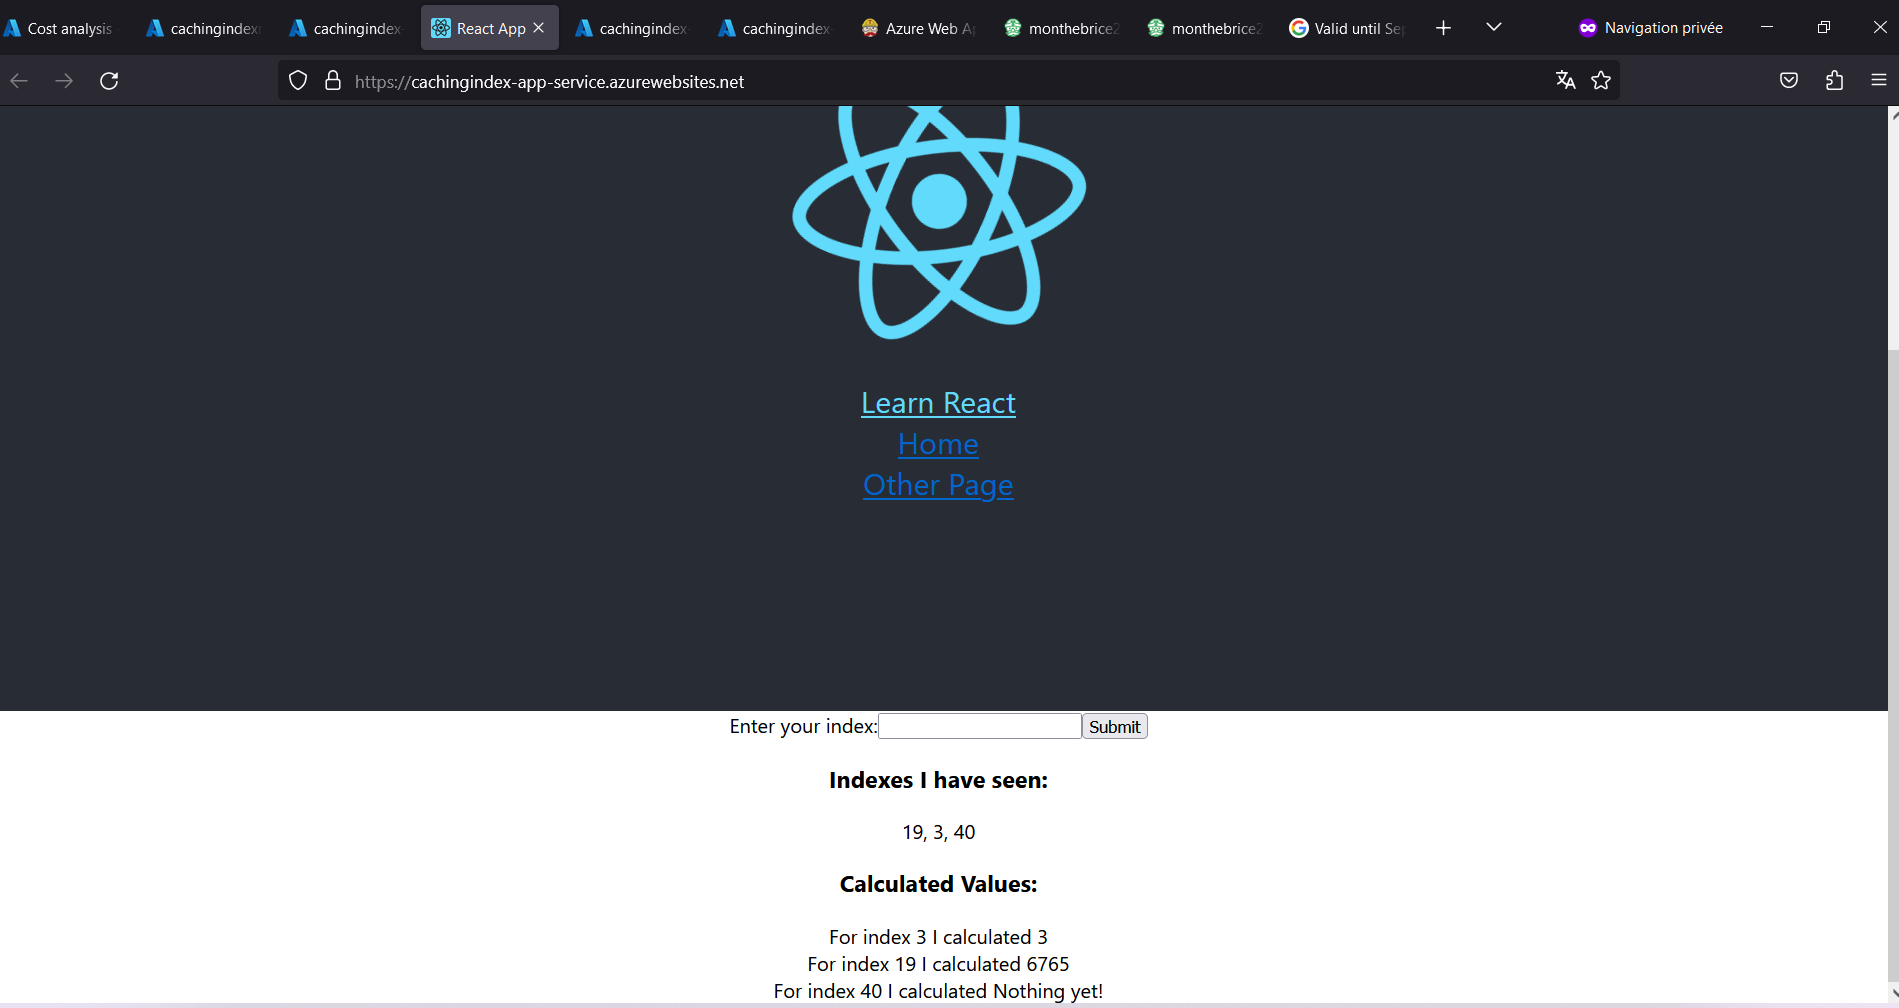 Cost analysis
cachingindex
cachingindex-
React App
cachingindex-
cachingindex-
Azure Web Ap
monthebrice2
monthebrice2
Valid until Sep
Navigation privée
https://cachingindex-app-service.azurewebsites.net
Learn React
Home
Other Page
Enter your index:
Submit
Indexes I have seen:
19, 3, 40
Calculated Values:
For index 3 I calculated 3
For index 19 I calculated 6765
For index 40 I calculated Nothing yet!